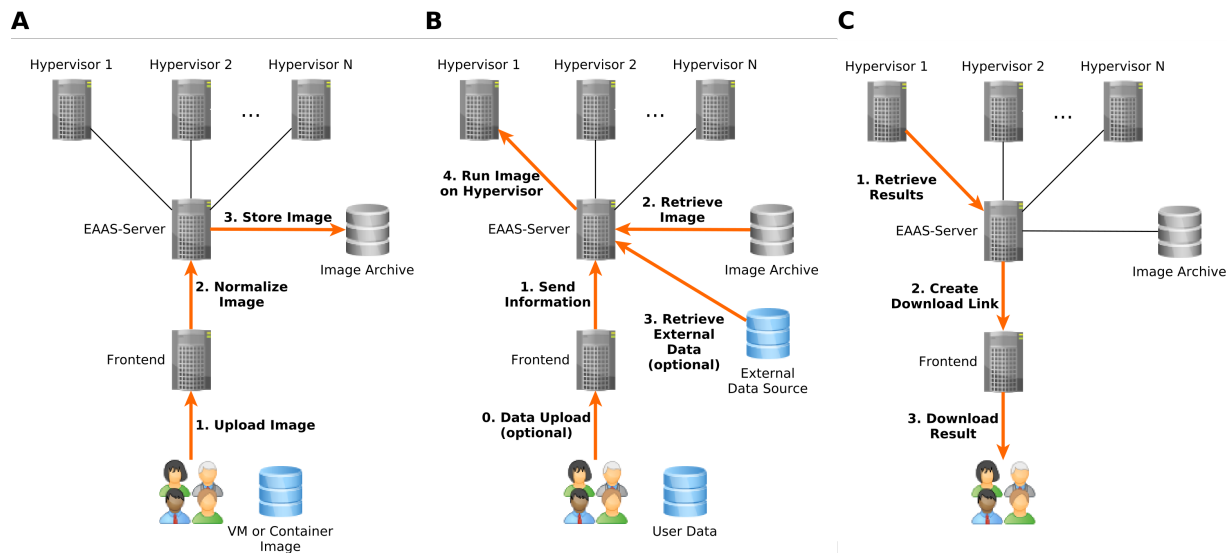 A
Hypervisor 1
Hypervisor 2
Hypervisor N
...
EAAS-Server
3. Store Image
Image Archive
2. Normalize
Image
Frontend
1. Upload Image
VM or Container
Image
B
Hypervisor 1
Hypervisor 2
Hypervisor N
...
4. Run Image
on Hypervisor
2. Retrieve
Image
EAAS-Server
Image Archive
1. Send
Information
3. Retrieve
External
Data
(optional)
Frontend
External
Data Source
0. Data Upload
(optional)
User Data
C
Hypervisor 1
Hypervisor 2
Hypervisor N
...
1. Retrieve
Results
EAAS-Server
Image Archive
2. Create
Download Link
Frontend
3. Download
Result